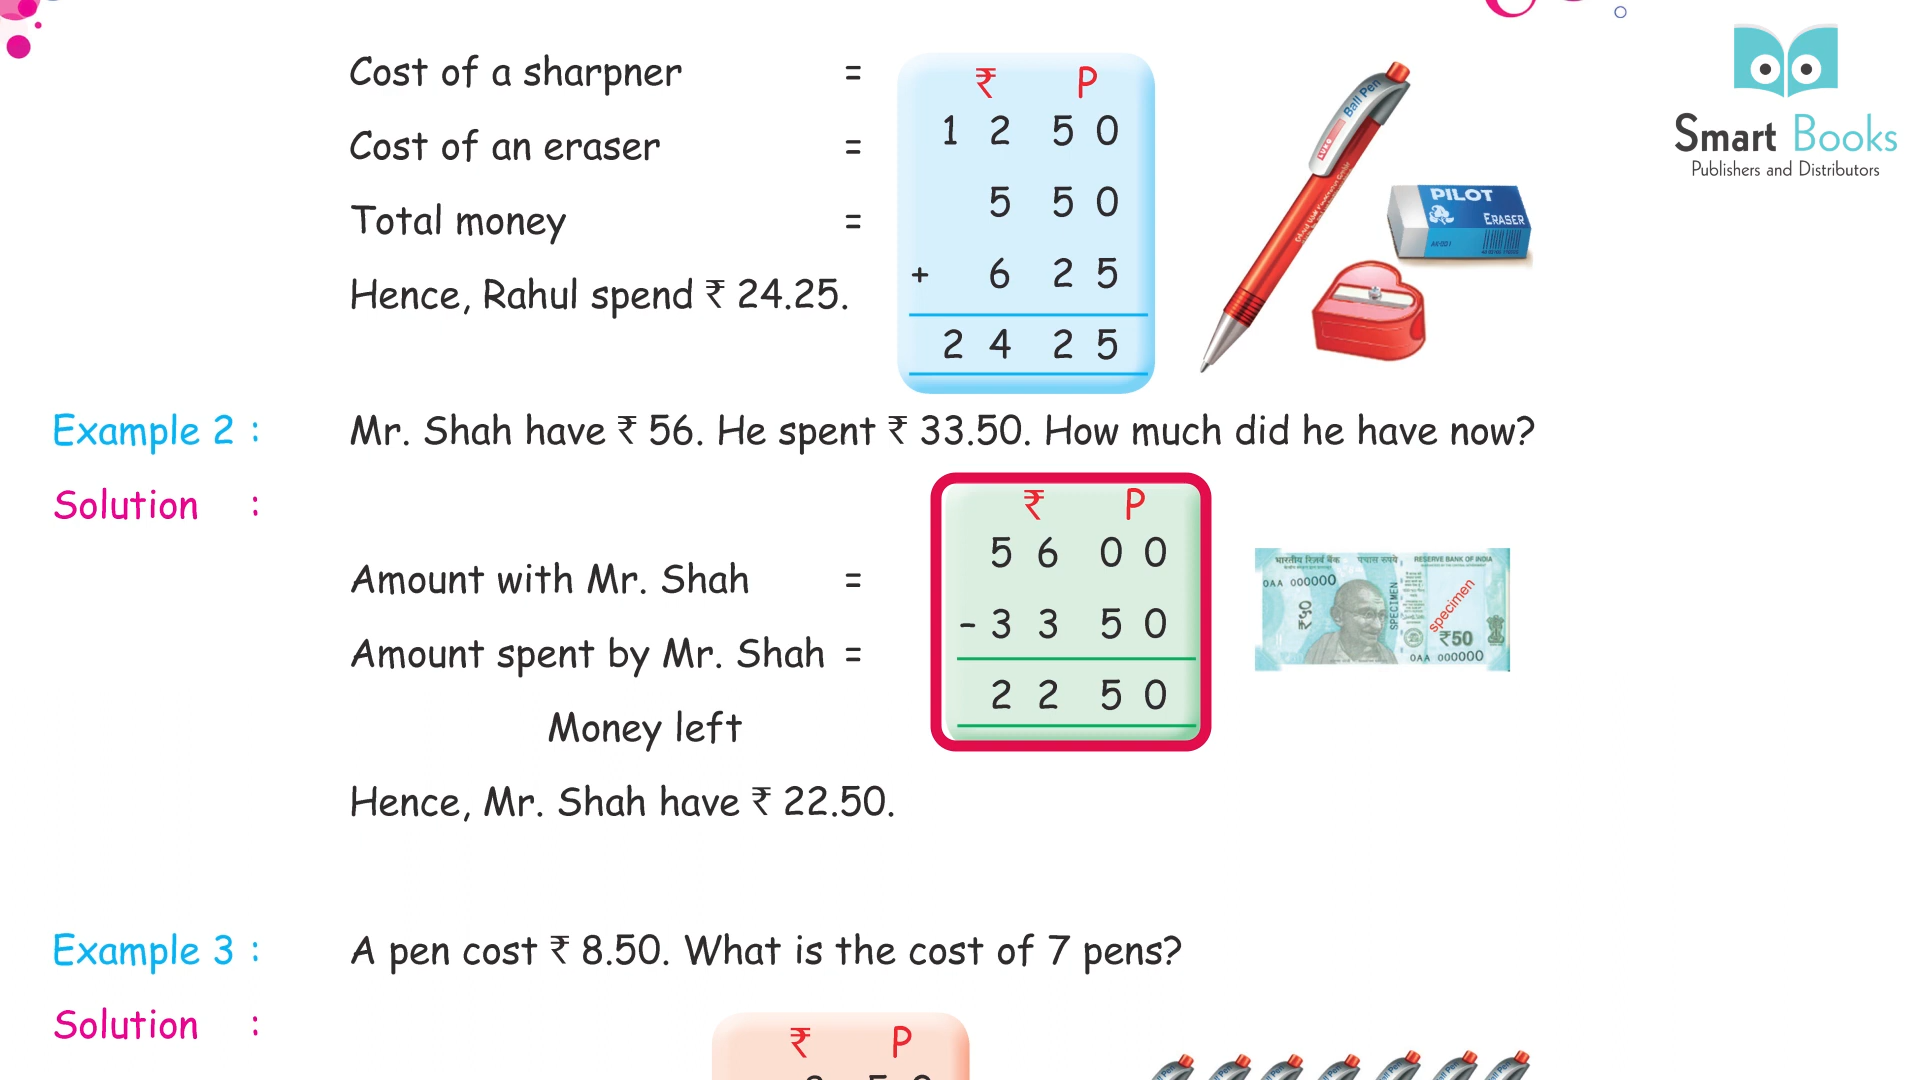 Cost of a sharpner =
Cost of an eraser =
Total money =
Hence, Rahul spend ₹ 24.25.
₹ P
1 2 5 0
5 5 0
+ 6 2 5
2 4 2 5
Ball Pen
PILOT
ERASER
Smart Books
Publishers and Distributors
Example 2 : Mr. Shah have ₹ 56. He spent ₹ 33.50. How much did he have now?
Solution :
Amount with Mr. Shah =
Amount spent by Mr. Shah =
Money left
Hence, Mr. Shah have ₹ 22.50.
₹ P
5 6 0 0
- 3 3 5 0
2 2 5 0
भारतीय रिज़र्व बैंक पचास रुपये RESERVE BANK OF INDIA
0AA 000000
₹५०
SPECIMEN
specimen
₹50
0AA 000000
Example 3 : A pen cost ₹ 8.50. What is the cost of 7 pens?
Solution :
₹ P